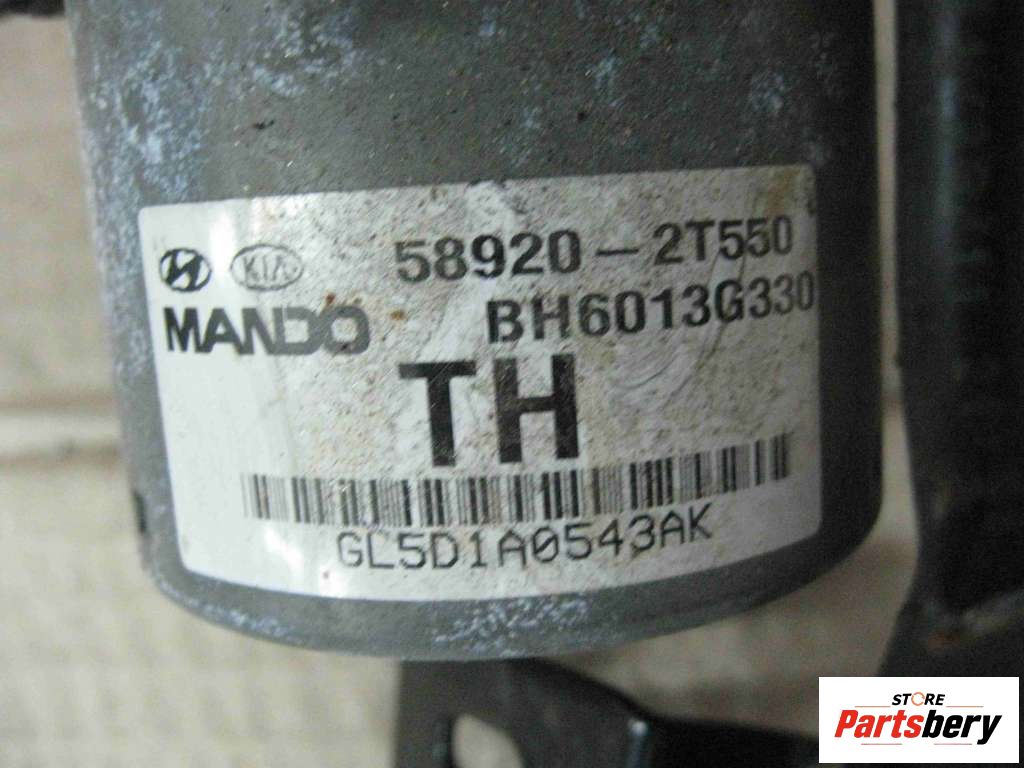 KIA 58920-2T550
MANDO BH6013G330
TH
GL5D1A0543AK
STORE
Partsbery